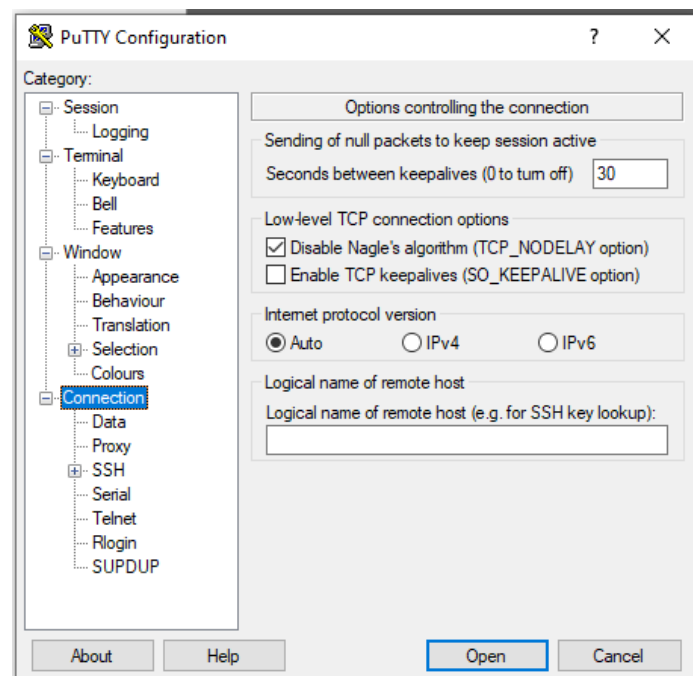 PuTTY Configuration
?
Category:
Session
Logging
Terminal
Keyboard
Bell
Features
Window
Appearance
Behaviour
Translation
Selection
Colours
Connection
Data
Proxy
SSH
Serial
Telnet
Rlogin
SUPDUP
Options controlling the connection
Sending of null packets to keep session active
Seconds between keepalives (0 to turn off) 30
Low-level TCP connection options
Disable Nagle's algorithm (TCP_NODELAY option)
Enable TCP keepalives (SO_KEEPALIVE option)
Internet protocol version
Auto IPv4 IPv6
Logical name of remote host
Logical name of remote host (e.g. for SSH key lookup):
About Help Open Cancel